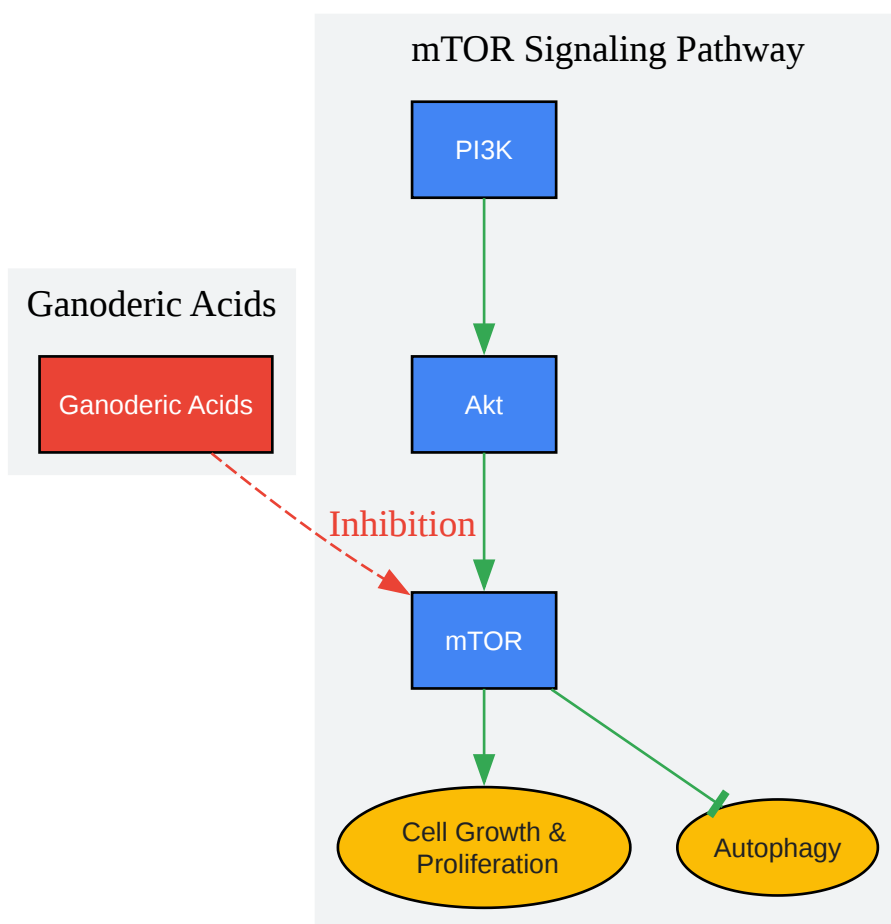 mTOR Signaling Pathway
PI3K
Ganoderic Acids
Ganoderic Acids
Akt
Inhibition
mTOR
Cell Growth &
Proliferation
Autophagy